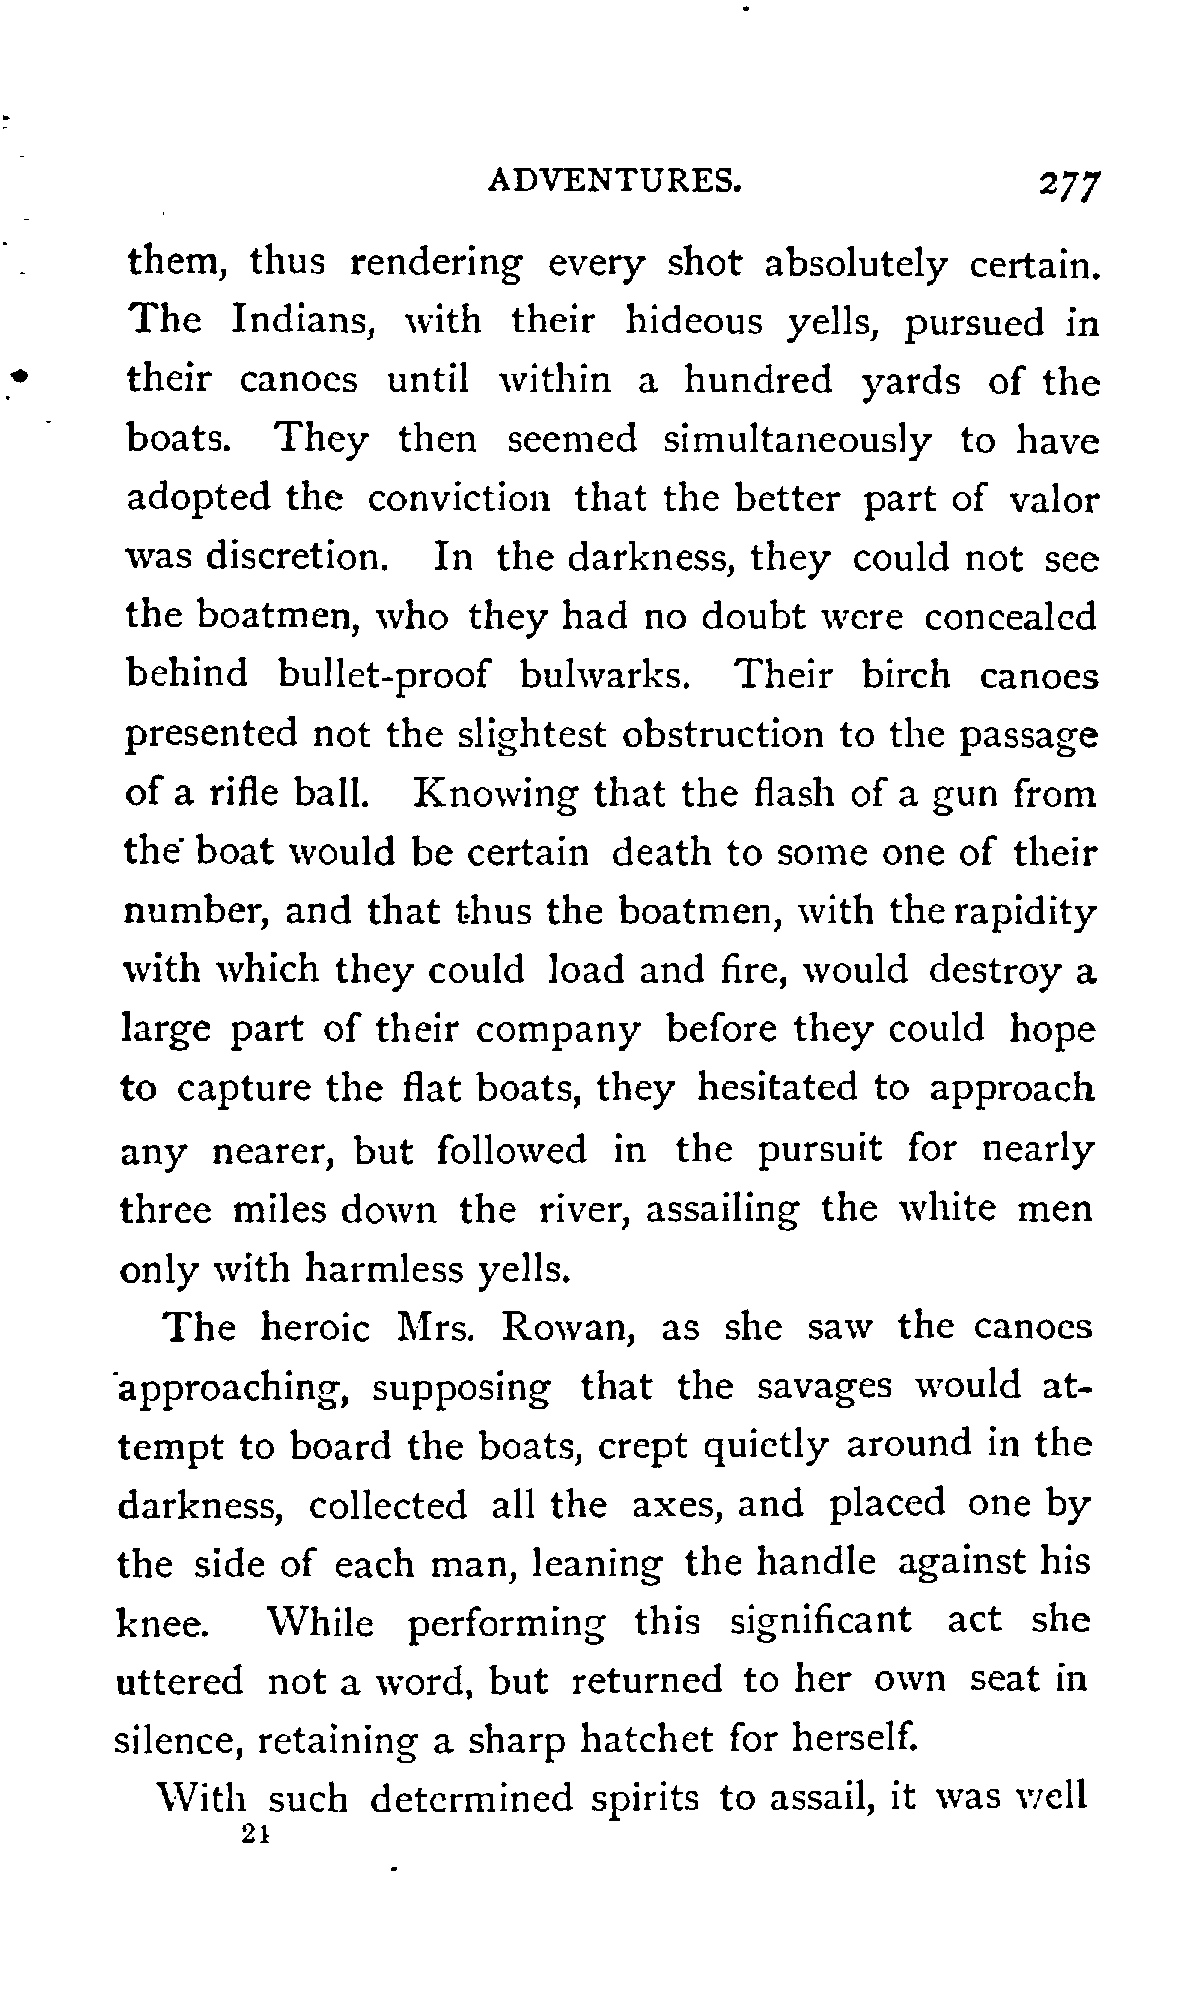 ADVENTURES. 277
them, thus rendering every shot absolutely certain.
The Indians, with their hideous yells, pursued in
their canoes until within a hundred yards of the
boats. They then seemed simultaneously to have
adopted the conviction that the better part of valor
was discretion. In the darkness, they could not see
the boatmen, who they had no doubt were concealed
behind bullet-proof bulwarks. Their birch canoes
presented not the slightest obstruction to the passage
of a rifle ball. Knowing that the flash of a gun from
the boat would be certain death to some one of their
number, and that thus the boatmen, with the rapidity
with which they could load and fire, would destroy a
large part of their company before they could hope
to capture the flat boats, they hesitated to approach
any nearer, but followed in the pursuit for nearly
three miles down the river, assailing the white men
only with harmless yells.
The heroic Mrs. Rowan, as she saw the canoes
approaching, supposing that the savages would at-
tempt to board the boats, crept quietly around in the
darkness, collected all the axes, and placed one by
the side of each man, leaning the handle against his
knee. While performing this significant act she
uttered not a word, but returned to her own seat in
silence, retaining a sharp hatchet for herself.
With such determined spirits to assail, it was well
21